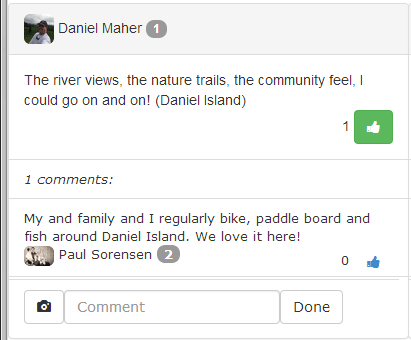 Daniel Maher 1
The river views, the nature trails, the community feel, I
could go on and on! (Daniel Island)
1
1 comments:
My and family and I regularly bike, paddle board and
fish around Daniel Island. We love it here!
Paul Sorensen 2
0
Comment Done